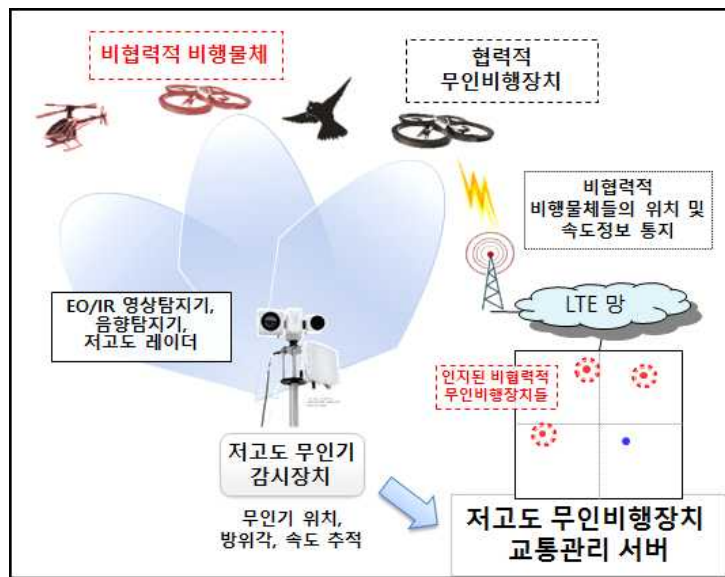 비협력적 비행물체
협력적
무인비행장치
비협력적
비행물체들의 위치 및
속도정보 통지
EO/IR 영상탐지기,
음향탐지기,
저고도 레이더
LTE 망
인지된 비협력적
무인비행장치들
저고도 무인기
감시장치
무인기 위치,
방위각, 속도 추적
저고도 무인비행장치
교통관리 서버